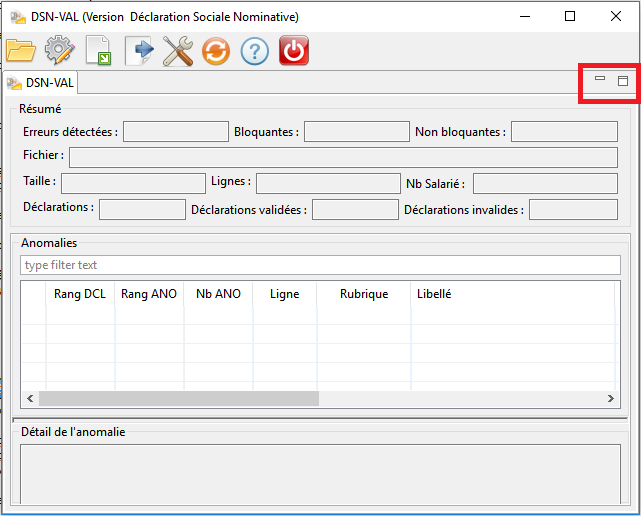 DSN-VAL (Version  Déclaration Sociale Nominative)
DSN-VAL
Résumé
Erreurs détectées : Bloquantes : Non bloquantes :
Fichier :
Taille : Lignes : Nb Salarié :
Déclarations : Déclarations validées : Déclarations invalides :
Anomalies
type filter text
Rang DCL Rang ANO Nb ANO Ligne Rubrique Libellé
Détail de l'anomalie